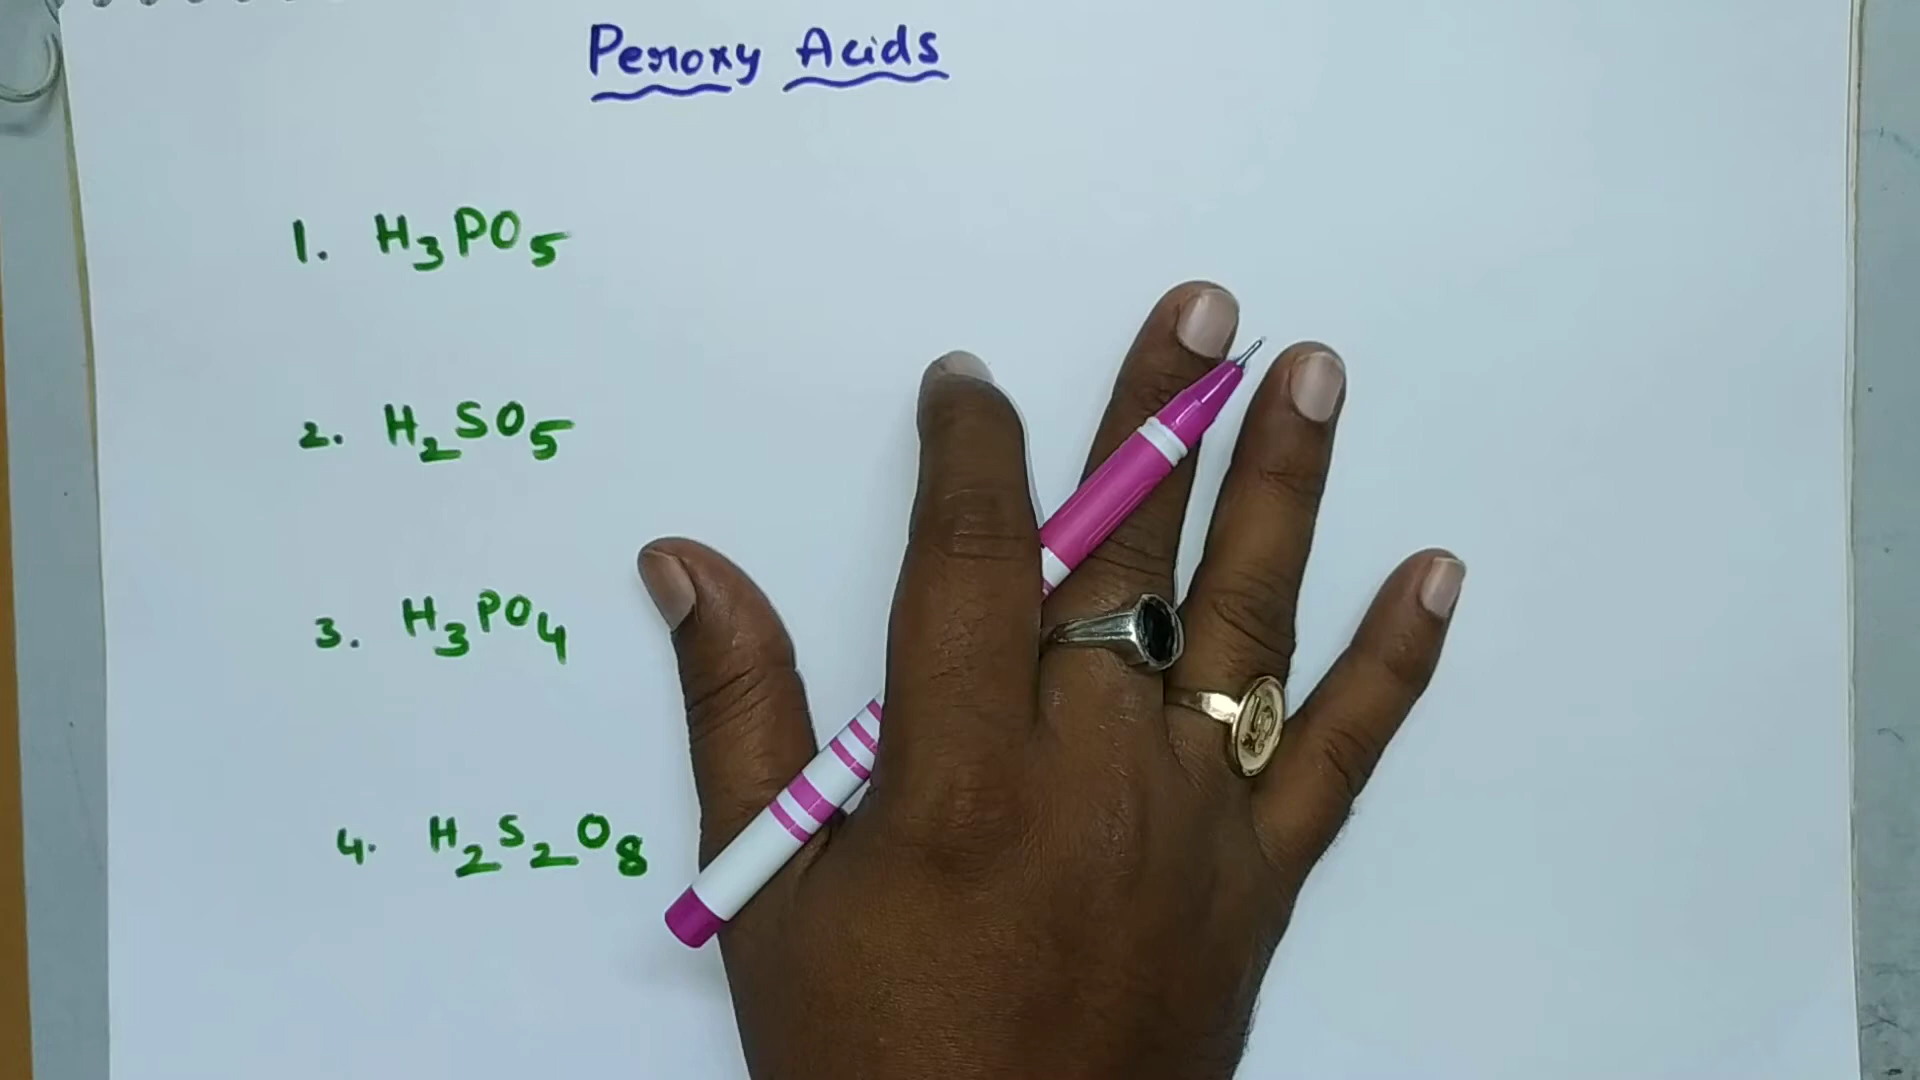 Peroxy Acids
1. H₃PO₅
2. H₂SO₅
3. H₃PO₄
4. H₂S₂O₈